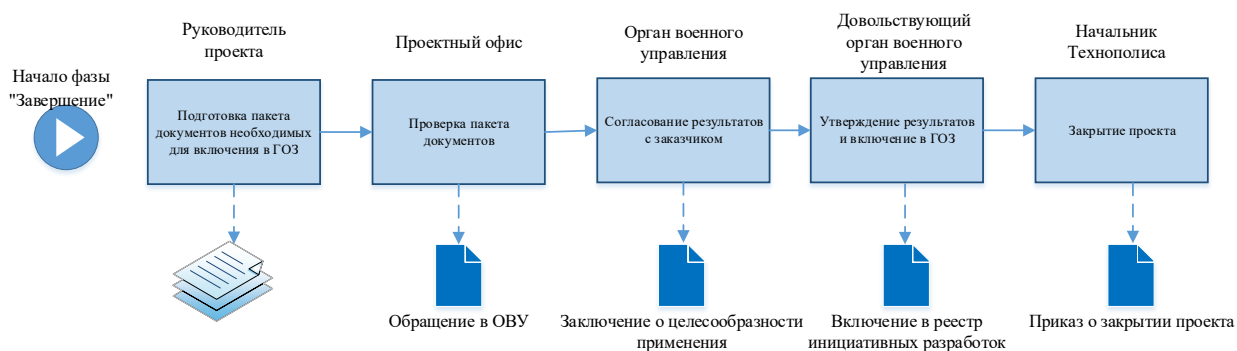 Начало фазы
"Завершение"
Руководитель
проекта
Подготовка пакета
документов необходимых
для включения в ГОЗ
Проектный офис
Проверка пакета
документов
Обращение в ОВУ
Орган военного
управления
Согласование результатов
с заказчиком
Заключение о целесообразности
применения
Довольствующий
орган военного
управления
Утверждение результатов
и включение в ГОЗ
Включение в реестр
инициативных разработок
Начальник
Технополиса
Закрытие проекта
Приказ о закрытии проекта